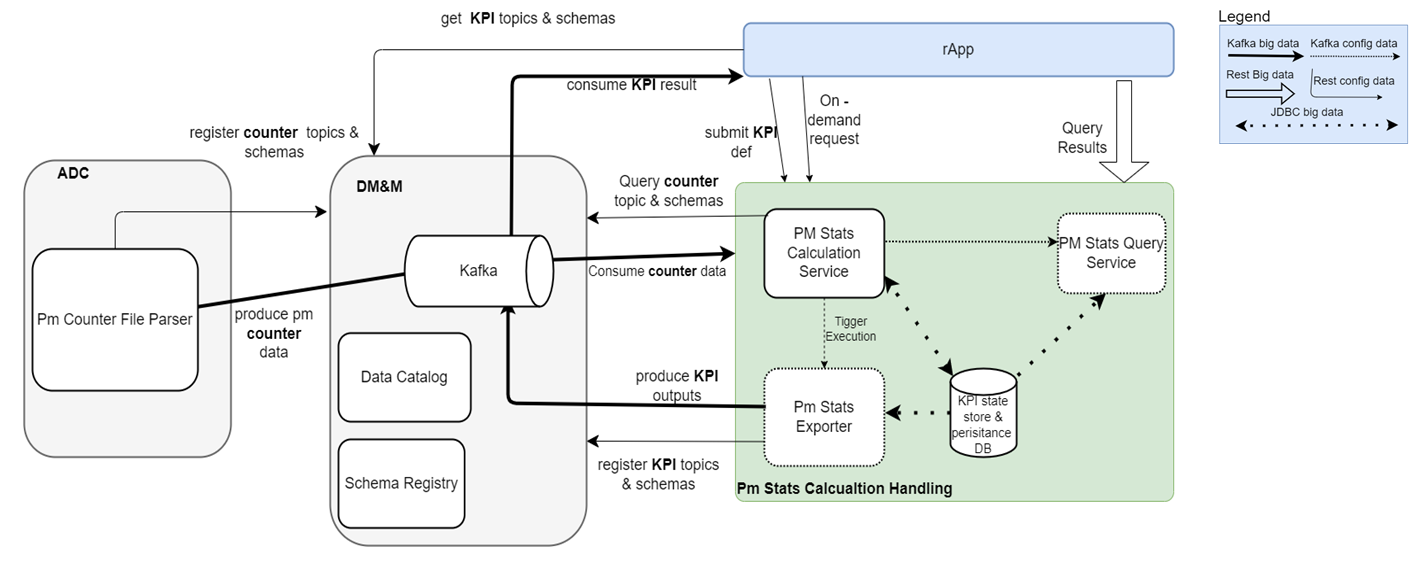 get KPI topics & schemas
rApp
Legend
Kafka big data
Kafka config data
Rest Big data
Rest config data
JDBC big data
consume KPI result
submit KPI
def
On -
demand
request
Query
Results
register counter topics &
schemas
ADC
DM&M
Query counter
topic & schemas
PM Stats
Calculation
Service
PM Stats Query
Service
Kafka
Consume counter data
Pm Counter File Parser
produce pm
counter
data
Tigger
Execution
Data Catalog
produce KPI
outputs
Pm Stats
Exporter
KPI state
store &
perisitance
DB
Schema Registry
register KPI topics
& schemas
Pm Stats Calcualtion Handling